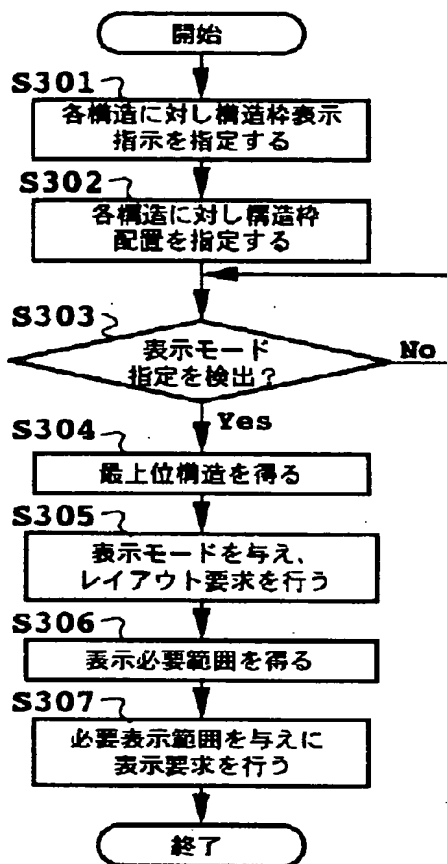 開始
S301
各構造に対し構造枠表示
指示を指定する
S302
各構造に対し構造枠
配置を指定する
S303
表示モード
指定を検出?
No
Yes
S304
最上位構造を得る
S305
表示モードを与え、
レイアウト要求を行う
S306
表示必要範囲を得る
S307
必要表示範囲を与えに
表示要求を行う
終了